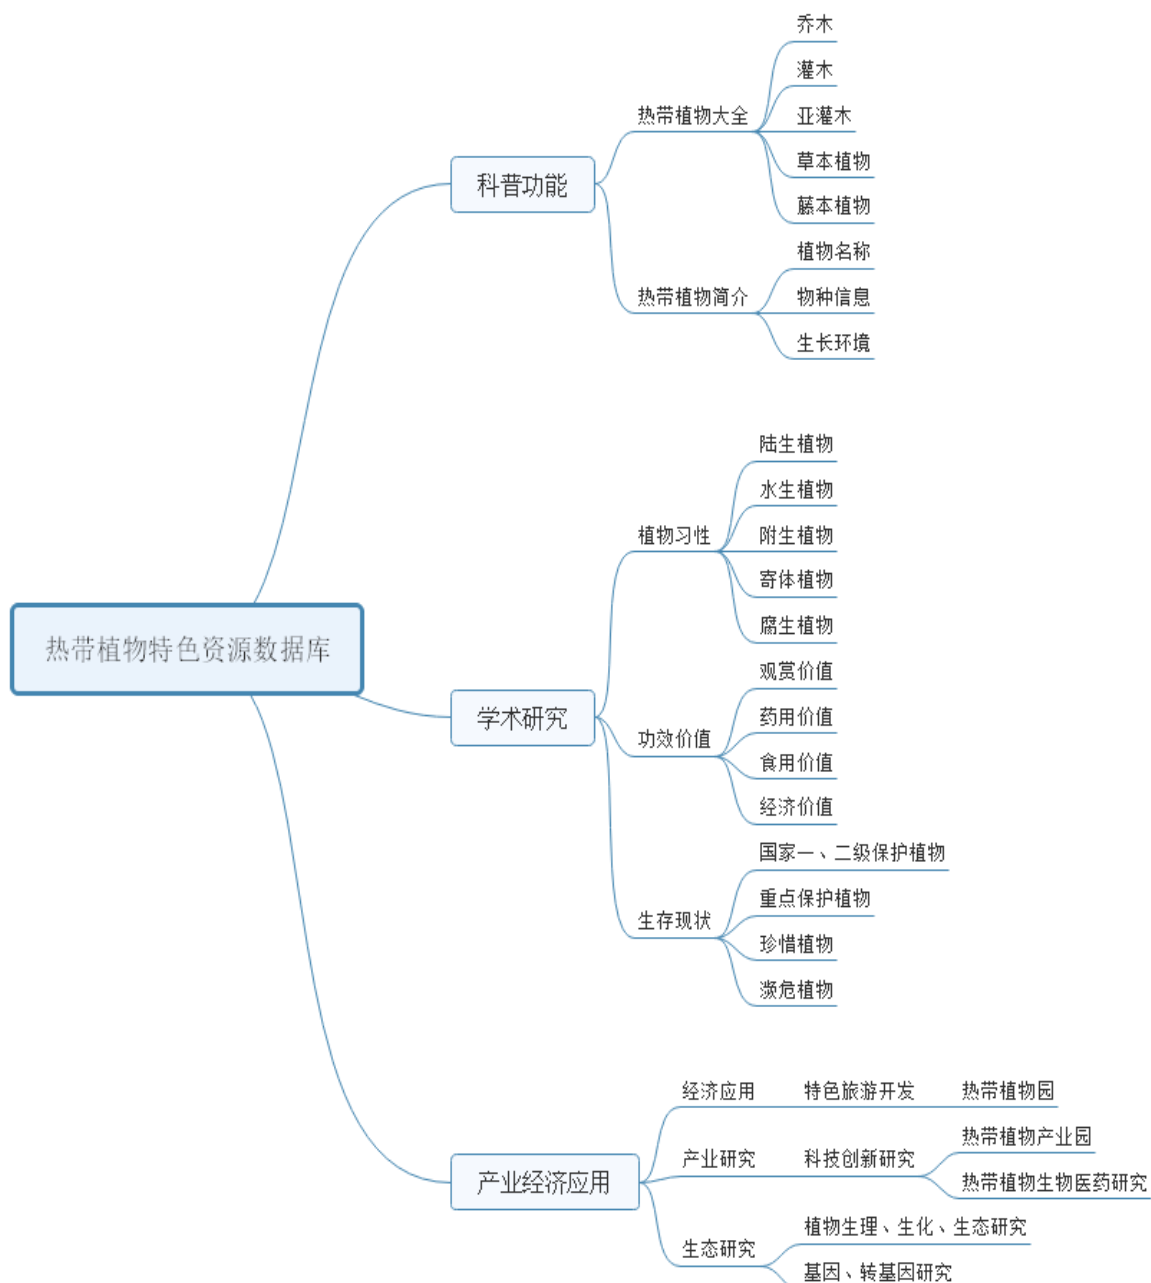 热带植物特色资源数据库
科普功能
热带植物大全
乔木
灌木
亚灌木
草本植物
藤本植物
热带植物简介
植物名称
物种信息
生长环境
学术研究
植物习性
陆生植物
水生植物
附生植物
寄体植物
腐生植物
功效价值
观赏价值
药用价值
食用价值
经济价值
生存现状
国家一、二级保护植物
重点保护植物
珍惜植物
濒危植物
产业经济应用
经济应用
特色旅游开发
热带植物园
产业研究
科技创新研究
热带植物产业园
热带植物生物医药研究
生态研究
植物生理、生化、生态研究
基因、转基因研究